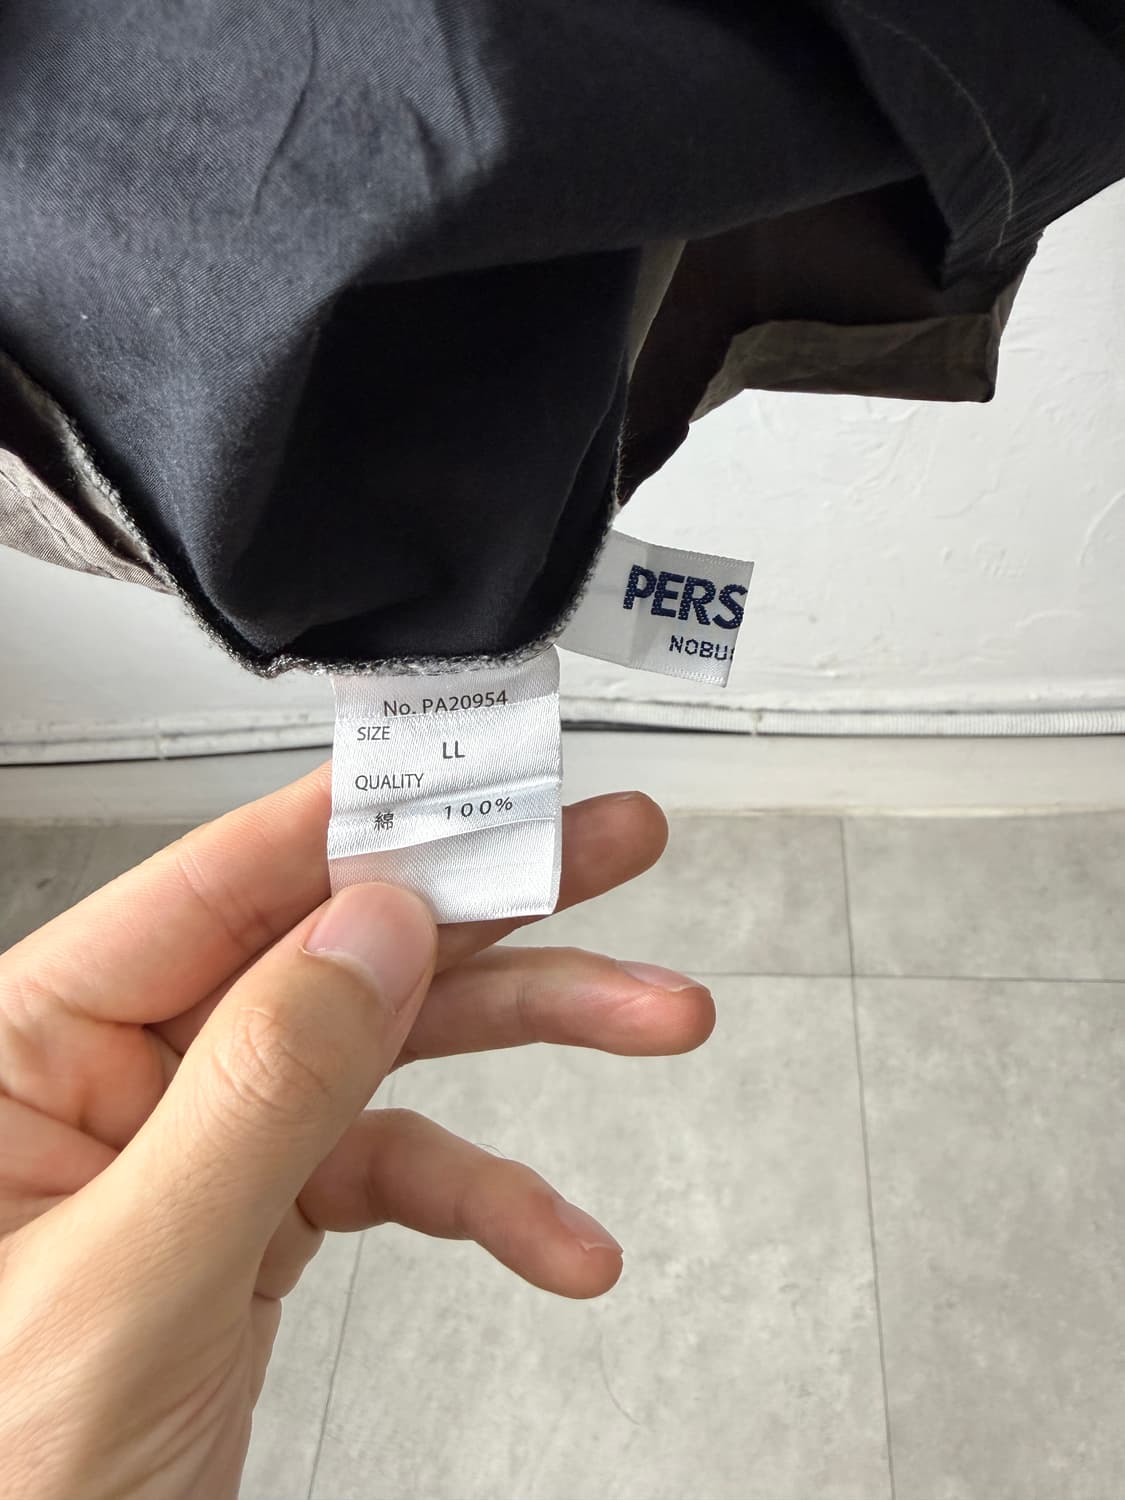 PERS
NOBU
No. PA20954
SIZE
LL
QUALITY
綿 100%